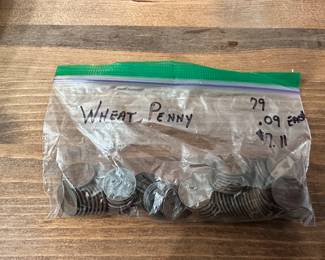 WHEAT PENNY
79
.09 EACH
$7.11